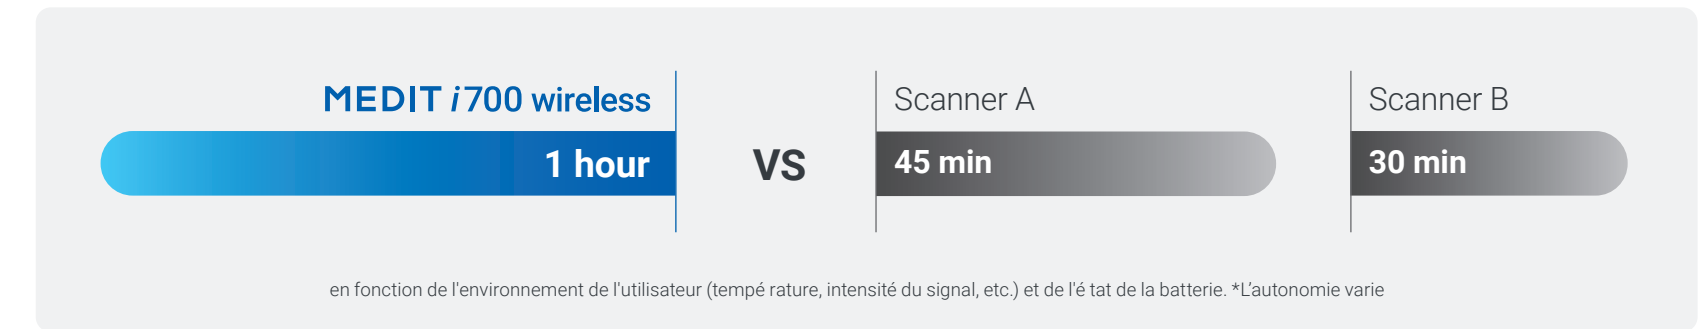 MEDIT i700 wireless
1 hour
VS
Scanner A
45 min
Scanner B
30 min
en fonction de l'environnement de l'utilisateur (tempé rature, intensité du signal, etc.) et de l'é tat de la batterie. *L’autonomie varie